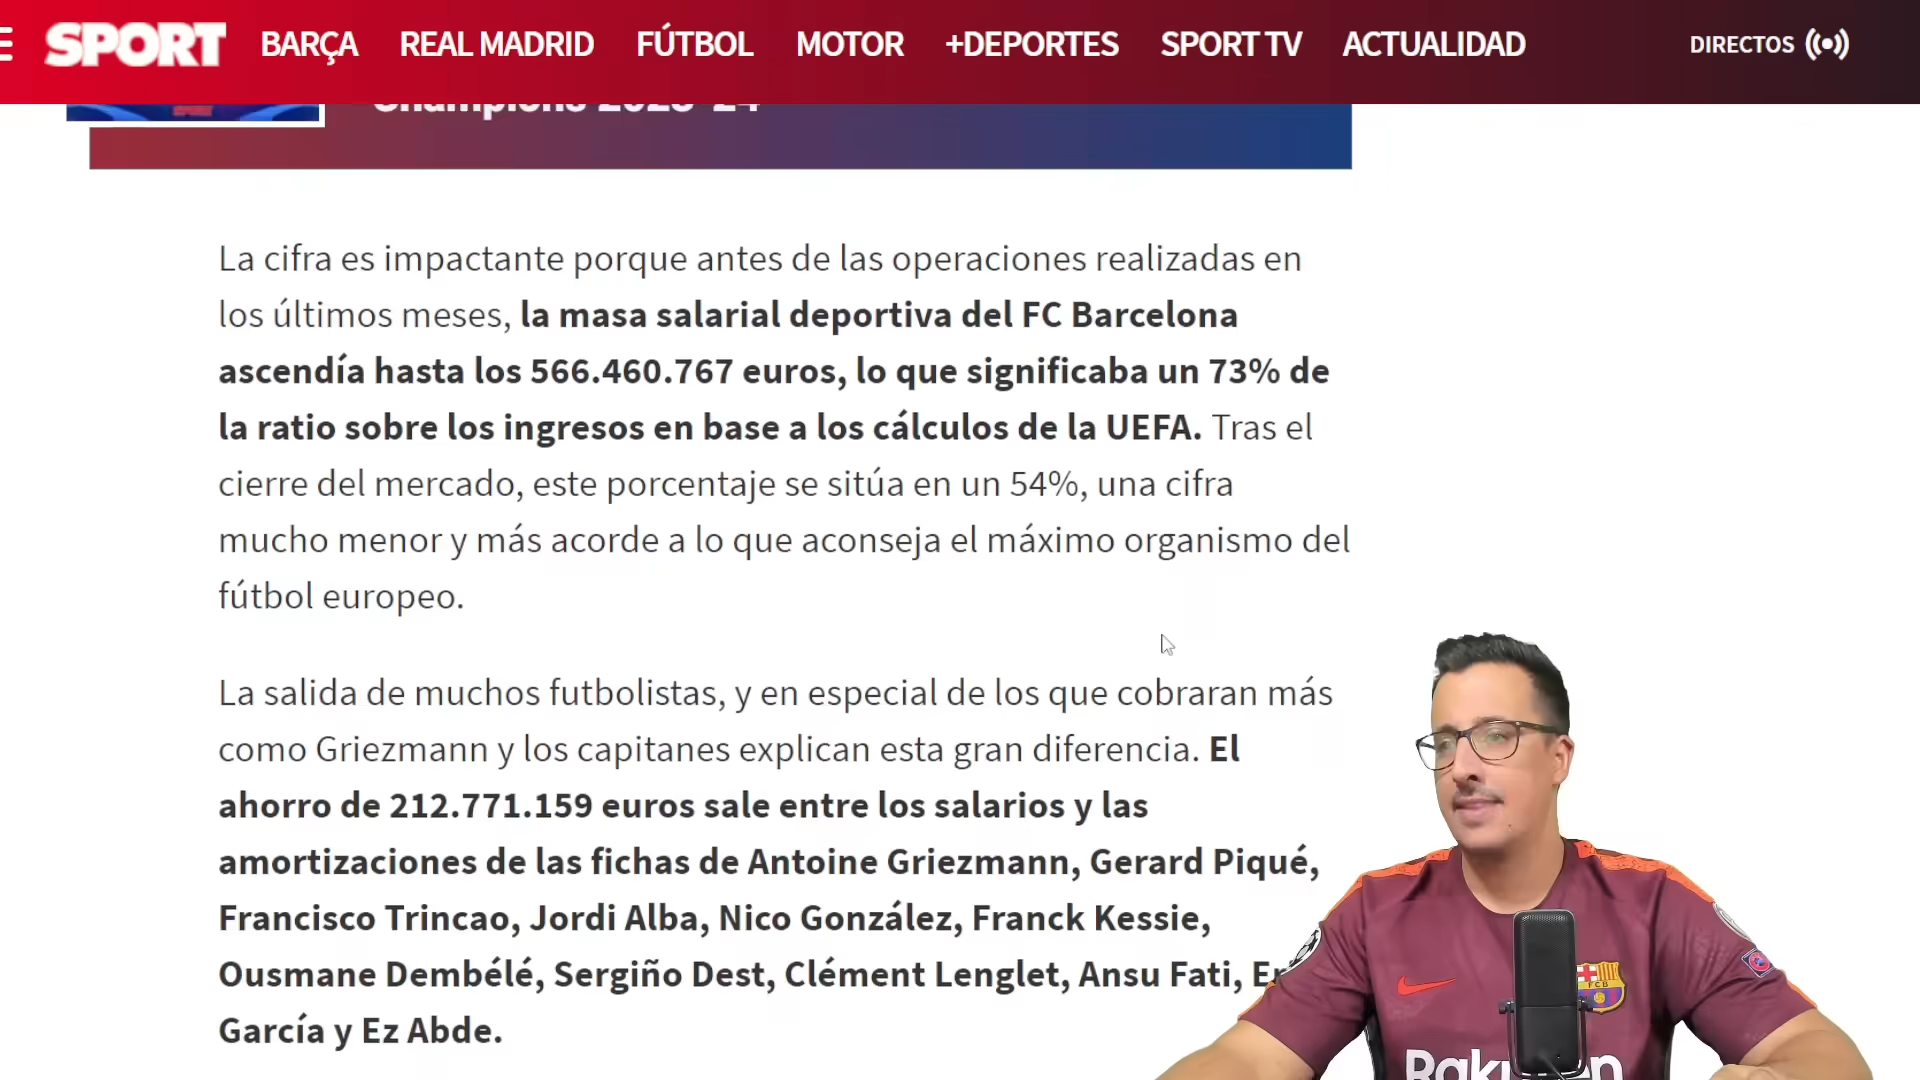 SPORT BARÇA REAL MADRID FÚTBOL MOTOR +DEPORTES SPORT TV ACTUALIDAD DIRECTOS
Champions 2023-24
La cifra es impactante porque antes de las operaciones realizadas en
los últimos meses, la masa salarial deportiva del FC Barcelona
ascendía hasta los 566.460.767 euros, lo que significaba un 73% de
la ratio sobre los ingresos en base a los cálculos de la UEFA. Tras el
cierre del mercado, este porcentaje se sitúa en un 54%, una cifra
mucho menor y más acorde a lo que aconseja el máximo organismo del
fútbol europeo.
La salida de muchos futbolistas, y en especial de los que cobraran más
como Griezmann y los capitanes explican esta gran diferencia. El
ahorro de 212.771.159 euros sale entre los salarios y las
amortizaciones de las fichas de Antoine Griezmann, Gerard Piqué,
Francisco Trincao, Jordi Alba, Nico González, Franck Kessie,
Ousmane Dembélé, Sergiño Dest, Clément Lenglet, Ansu Fati,
García y Ez Abde.
FCB